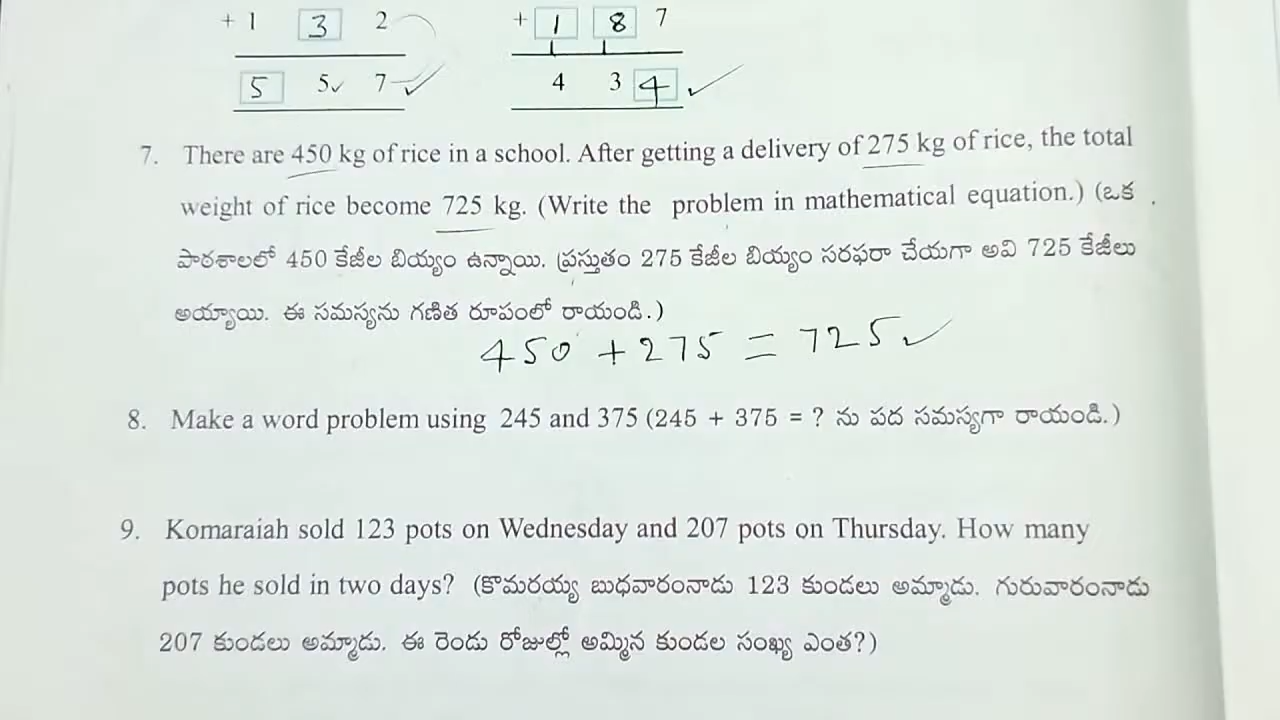 + 1 3 2
+ 1 8 7
5 5 7
4 3 4
7. There are 450 kg of rice in a school. After getting a delivery of 275 kg of rice, the total
weight of rice become 725 kg. (Write the problem in mathematical equation.) (ఒక
పాఠశాలలో 450 కేజీల బియ్యం ఉన్నాయి. ప్రస్తుతం 275 కేజీల బియ్యం సరఫరా చేయగా అవి 725 కేజీలు
అయ్యాయి. ఈ సమస్యను గణిత రూపంలో రాయండి.)
450 + 275 = 725
8. Make a word problem using 245 and 375 (245 + 375 = ? ను పద సమస్యగా రాయండి.)
9. Komaraiah sold 123 pots on Wednesday and 207 pots on Thursday. How many
pots he sold in two days? (కొమరయ్య బుధవారంనాడు 123 కుండలు అమ్మాడు. గురువారంనాడు
207 కుండలు అమ్మాడు. ఈ రెండు రోజుల్లో అమ్మిన కుండల సంఖ్య ఎంత?)